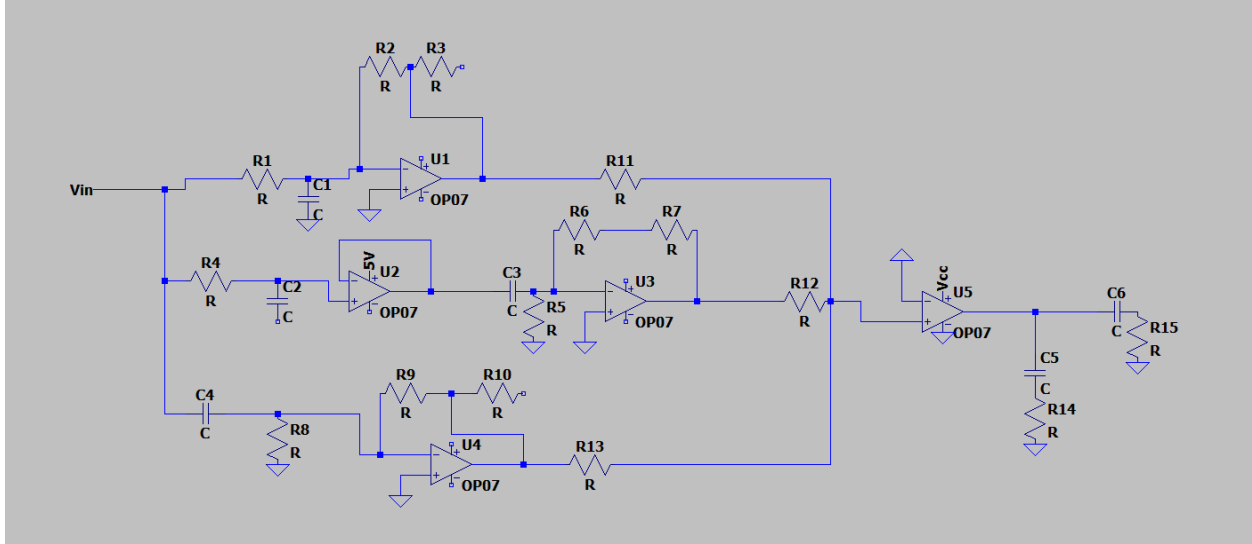 R2
R3
R
R
U1
OP07
R1
R
C1
C
R11
R
Vin
R6
R7
R
R
R4
R
C2
C
5V
U2
OP07
C3
C
R5
R
U3
OP07
R12
R
Vcc
U5
OP07
C6
C
R15
R
C5
C
R14
R
C4
C
R8
R
R9
R10
R
R
U4
OP07
R13
R